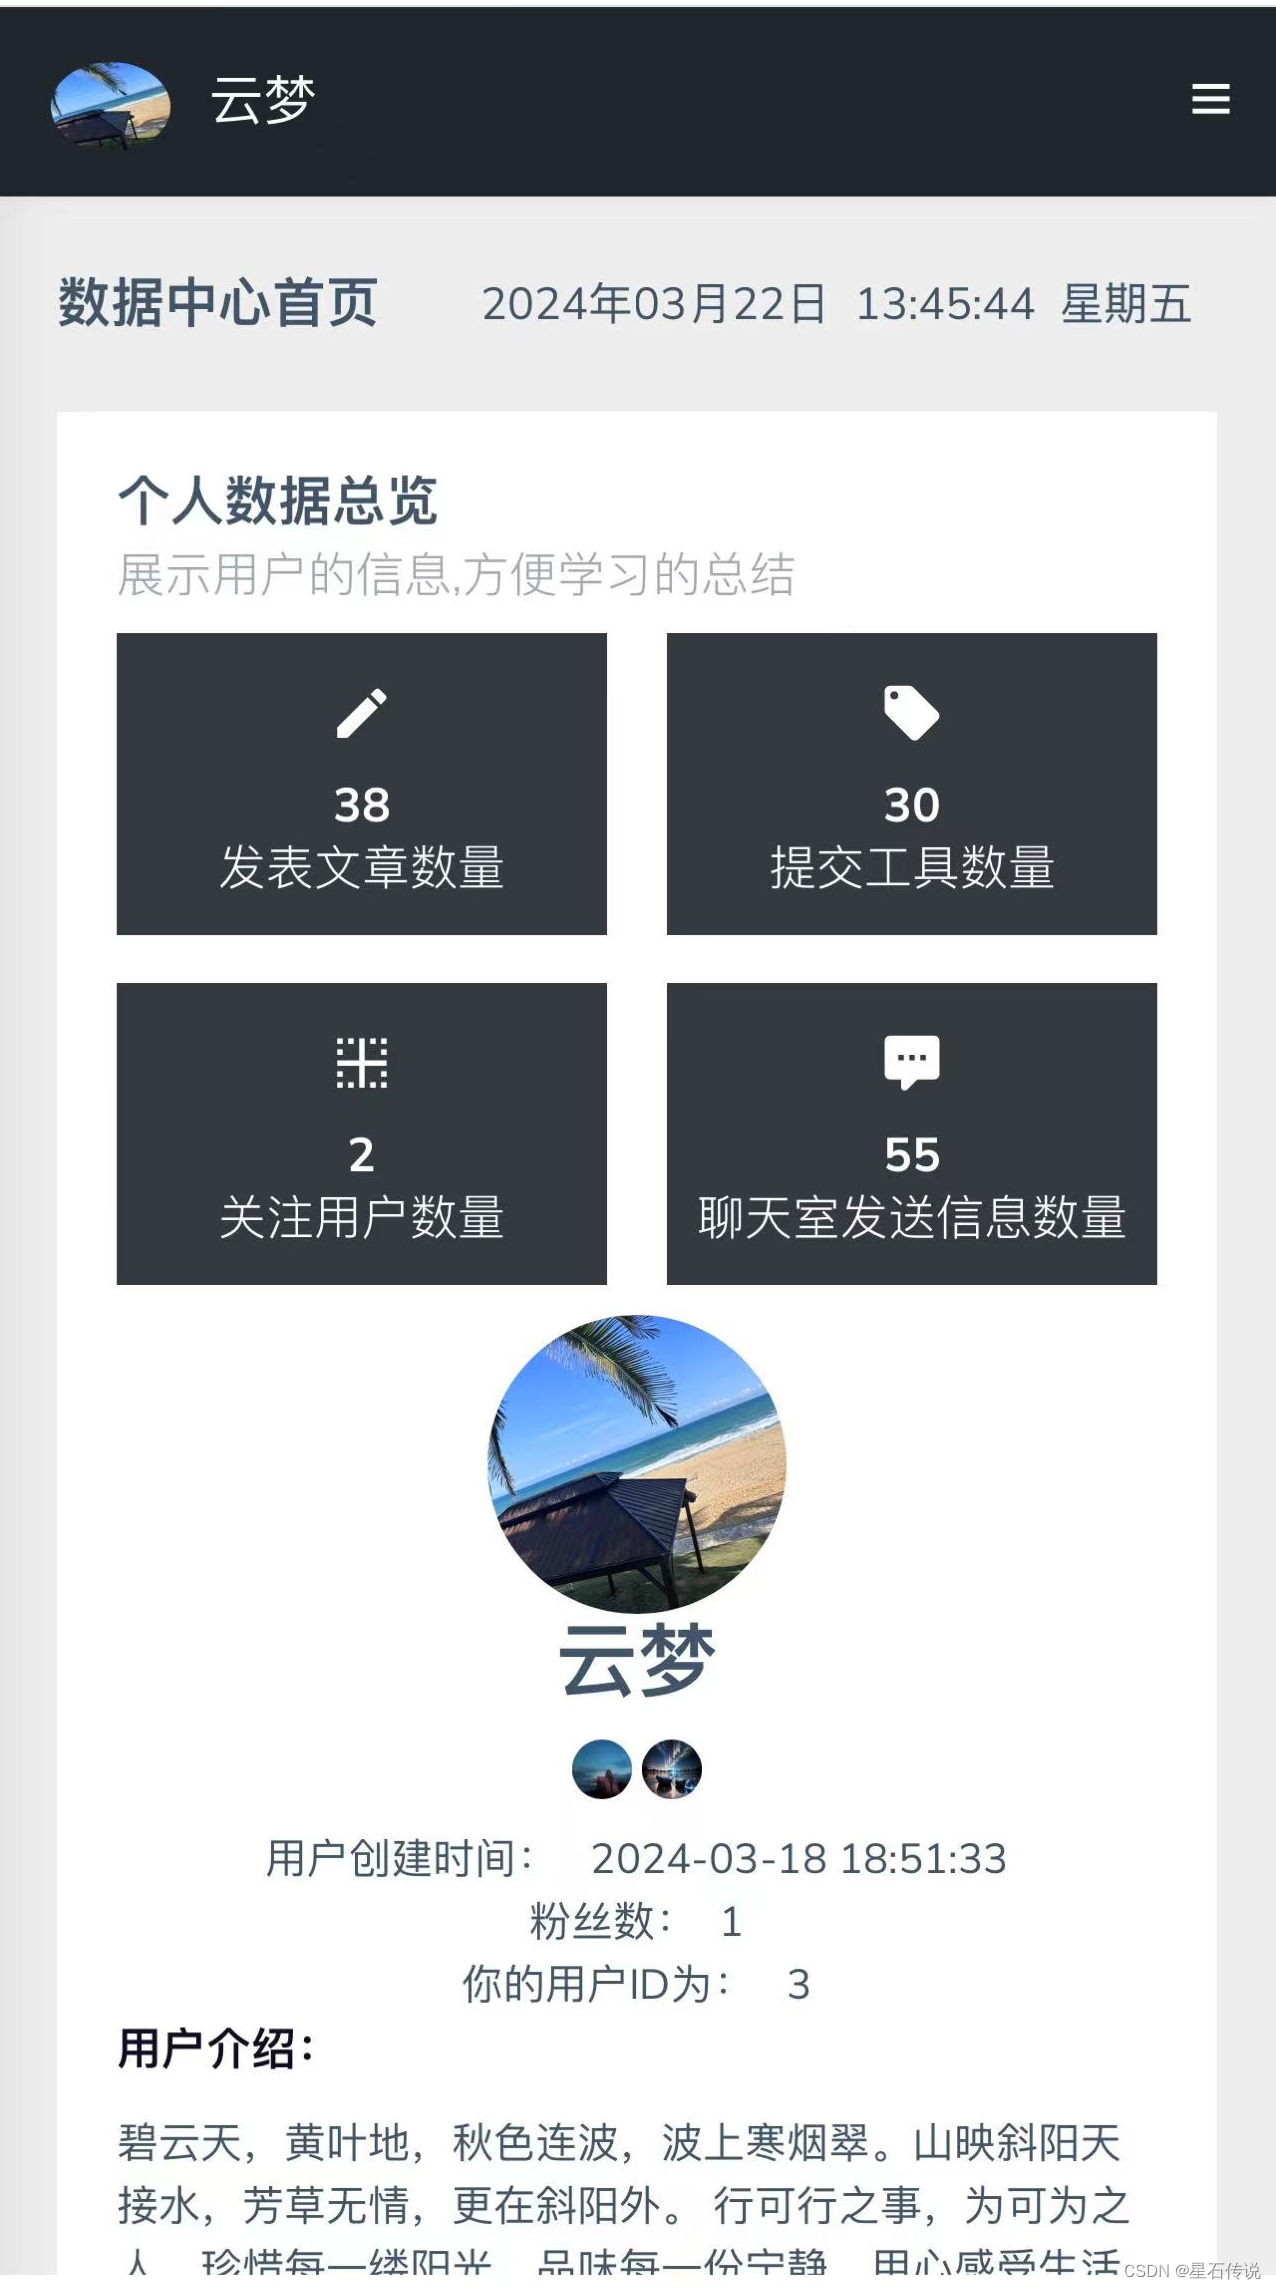 云梦
数据中心首页 2024年03月22日 13:45:44 星期五
个人数据总览
展示用户的信息,方便学习的总结
38
发表文章数量
30
提交工具数量
2
关注用户数量
55
聊天室发送信息数量
云梦
用户创建时间： 2024-03-18 18:51:33
粉丝数： 1
你的用户ID为： 3
用户介绍：
碧云天，黄叶地，秋色连波，波上寒烟翠。山映斜阳天
接水，芳草无情，更在斜阳外。 行可行之事，为可为之
人，珍惜每一缕阳光，品味每一份宁静，用心感受生活
CSDN @星石传说